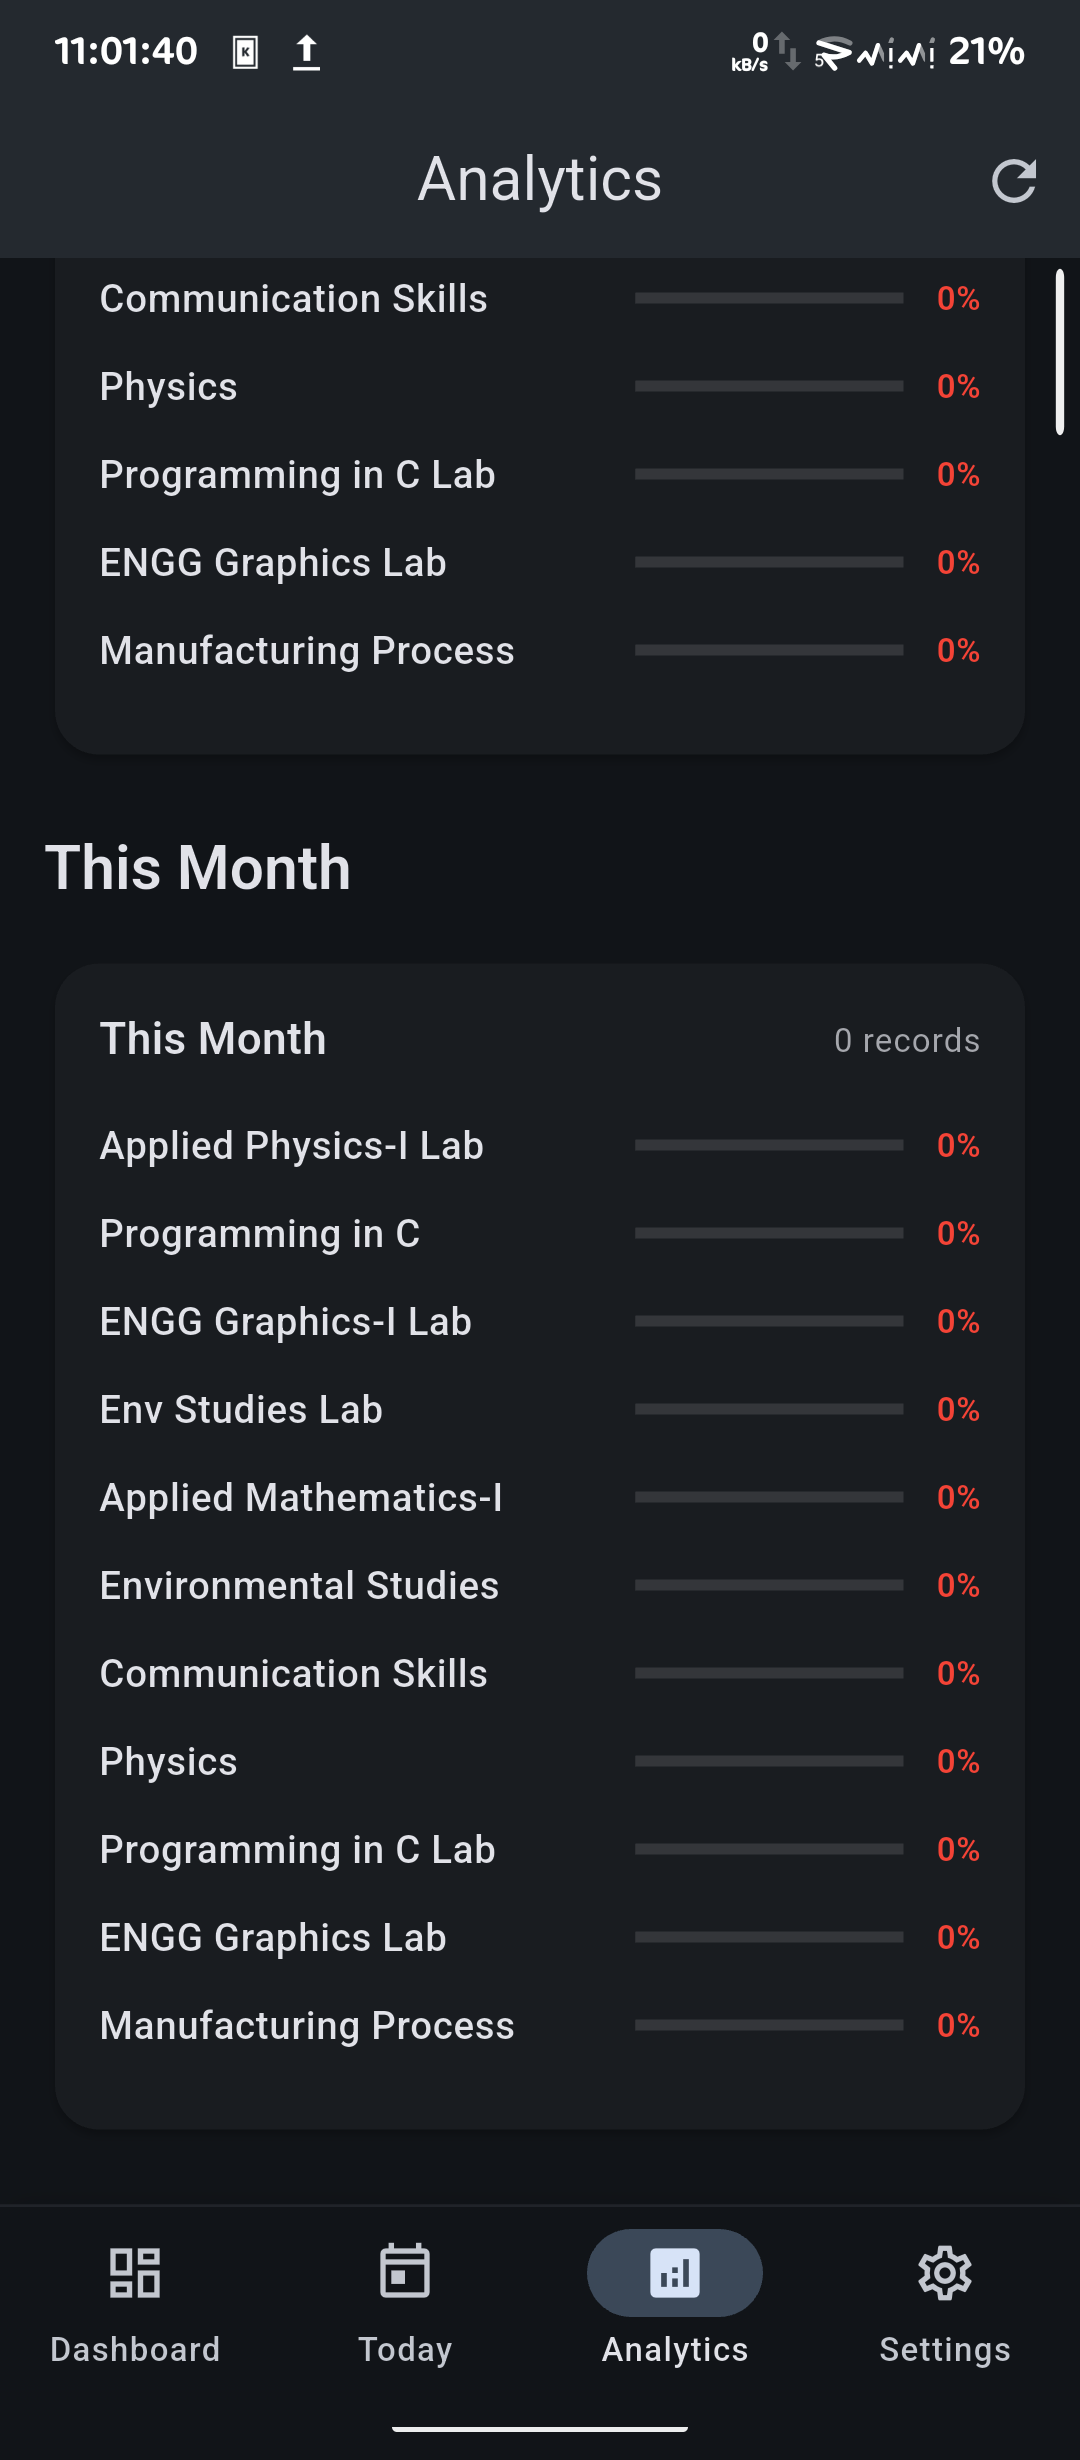 11:01:40 K 0 kB/s 5 21%
Analytics
Communication Skills 0%
Physics 0%
Programming in C Lab 0%
ENGG Graphics Lab 0%
Manufacturing Process 0%
This Month
This Month 0 records
Applied Physics-I Lab 0%
Programming in C 0%
ENGG Graphics-I Lab 0%
Env Studies Lab 0%
Applied Mathematics-I 0%
Environmental Studies 0%
Communication Skills 0%
Physics 0%
Programming in C Lab 0%
ENGG Graphics Lab 0%
Manufacturing Process 0%
Dashboard Today Analytics Settings